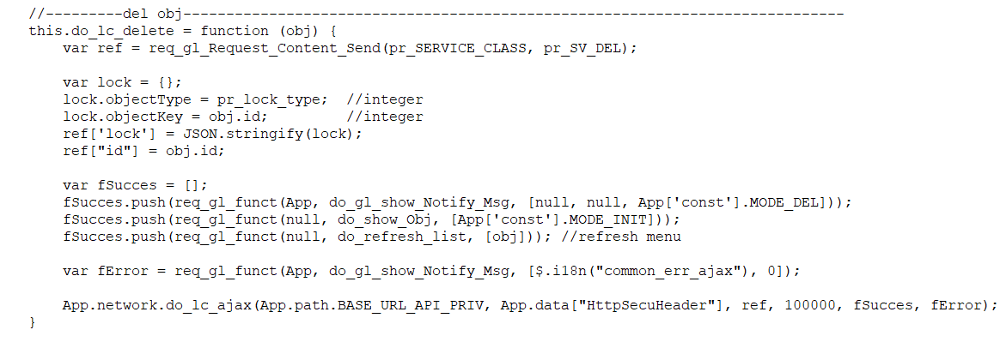 //---------del obj-----------------------------------------------------------------------------
this.do_lc_delete = function (obj) {
    var ref = req_gl_Request_Content_Send(pr_SERVICE_CLASS, pr_SV_DEL);
    var lock = {};
    lock.objectType = pr_lock_type;  //integer
    lock.objectKey = obj.id;         //integer
    ref['lock'] = JSON.stringify(lock);
    ref["id"] = obj.id;
    var fSucces = [];
    fSucces.push(req_gl_funct(App, do_gl_show_Notify_Msg, [null, null, App['const'].MODE_DEL]));
    fSucces.push(req_gl_funct(null, do_show_Obj, [App['const'].MODE_INIT]));
    fSucces.push(req_gl_funct(null, do_refresh_list, [obj])); //refresh menu
    var fError = req_gl_funct(App, do_gl_show_Notify_Msg, [$.i18n("common_err_ajax"), 0]);
    App.network.do_lc_ajax(App.path.BASE_URL_API_PRIV, App.data["HttpSecuHeader"], ref, 100000, fSucces, fError);
}